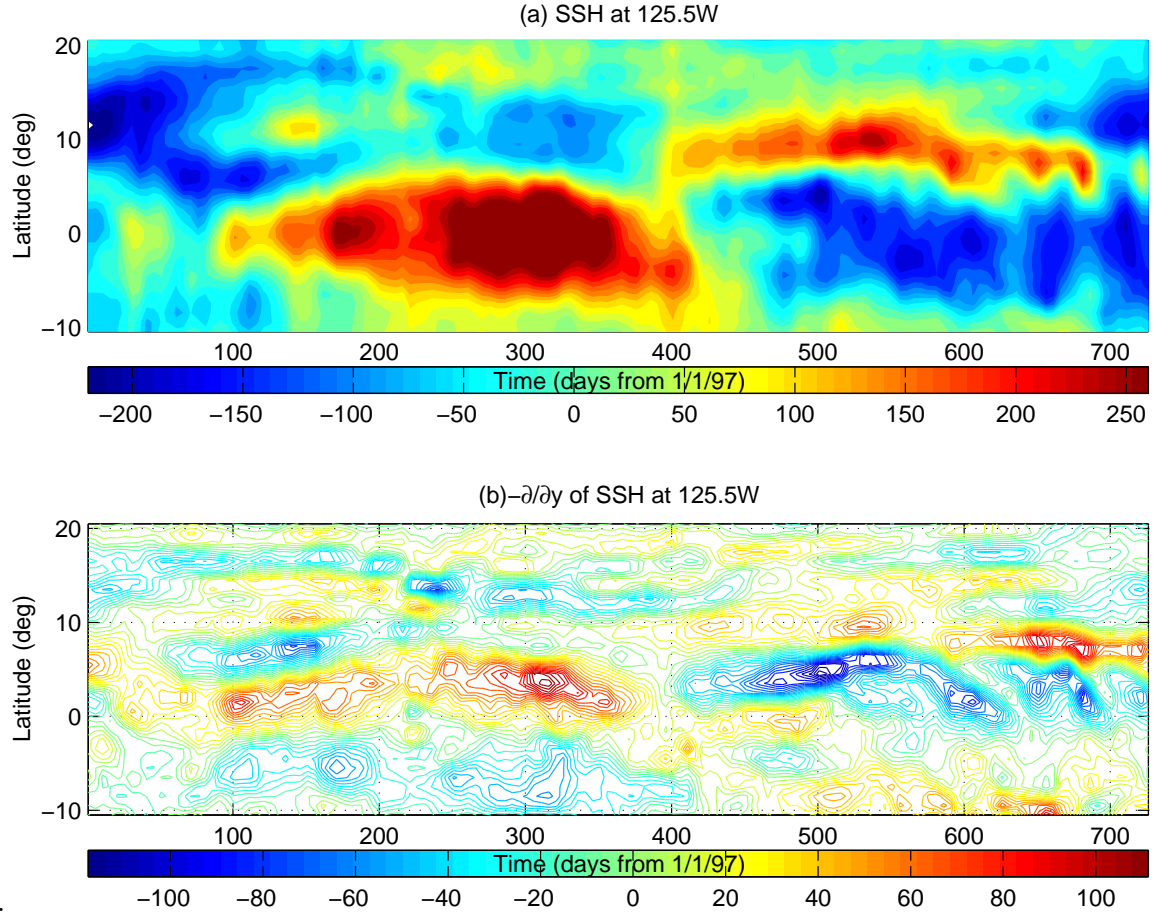 (a) SSH at 125.5W
20
10
0
−10
Latitude (deg)
100 200 300 400 500 600 700
Time (days from 1/1/97)
−200 −150 −100 −50 0 50 100 150 200 250
(b)−∂/∂y of SSH at 125.5W
20
10
0
−10
Latitude (deg)
100 200 300 400 500 600 700
Time (days from 1/1/97)
−100 −80 −60 −40 −20 0 20 40 60 80 100
.